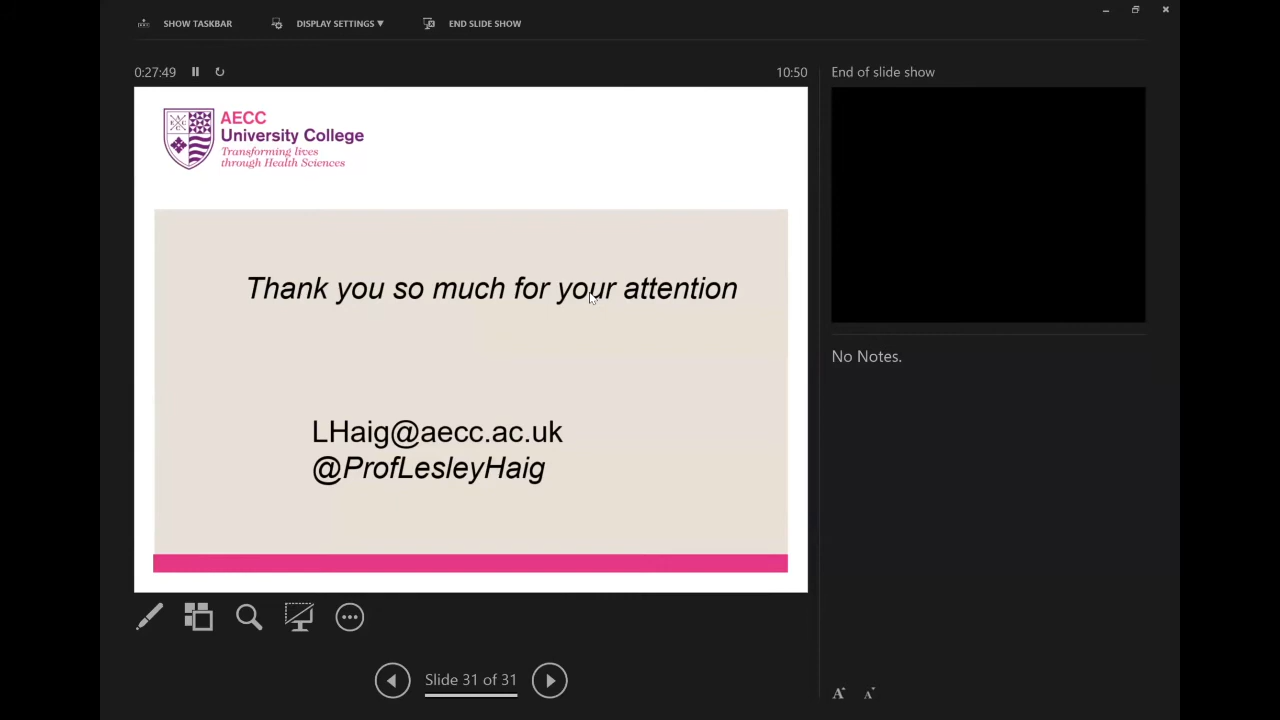 SHOW TASKBAR
DISPLAY SETTINGS ▼
END SLIDE SHOW
0:27:49
10:50
End of slide show
AECC
University College
Transforming lives
through Health Sciences
Thank you so much for your attention
LHaig@aecc.ac.uk
@ProfLesleyHaig
No Notes.
Slide 31 of 31
A A